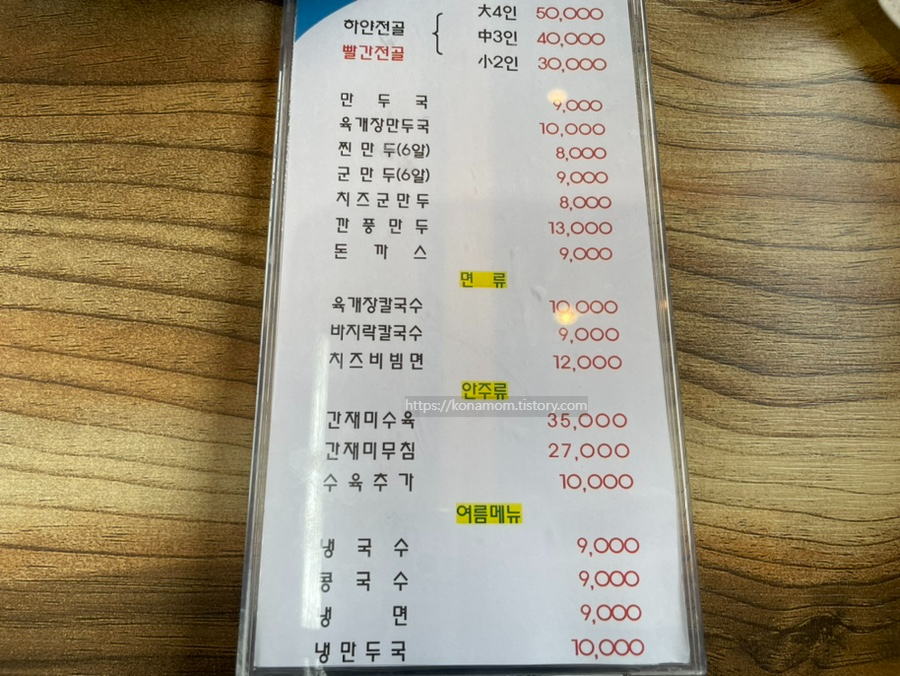 大4인 50,000
하얀전골 中3인 40,000
빨간전골 小2인 30,000
만두국 9,000
육개장만두국 10,000
찐만두(6알) 8,000
군만두(6알) 9,000
치즈군만두 8,000
깐풍만두 13,000
돈까스 9,000
면류
육개장칼국수 10,000
바지락칼국수 9,000
치즈비빔면 12,000
안주류
https://konamom.tistory.com
간재미수육 35,000
간재미무침 27,000
수육추가 10,000
여름메뉴
냉국수 9,000
콩국수 9,000
냉면 9,000
냉만두국 10,000